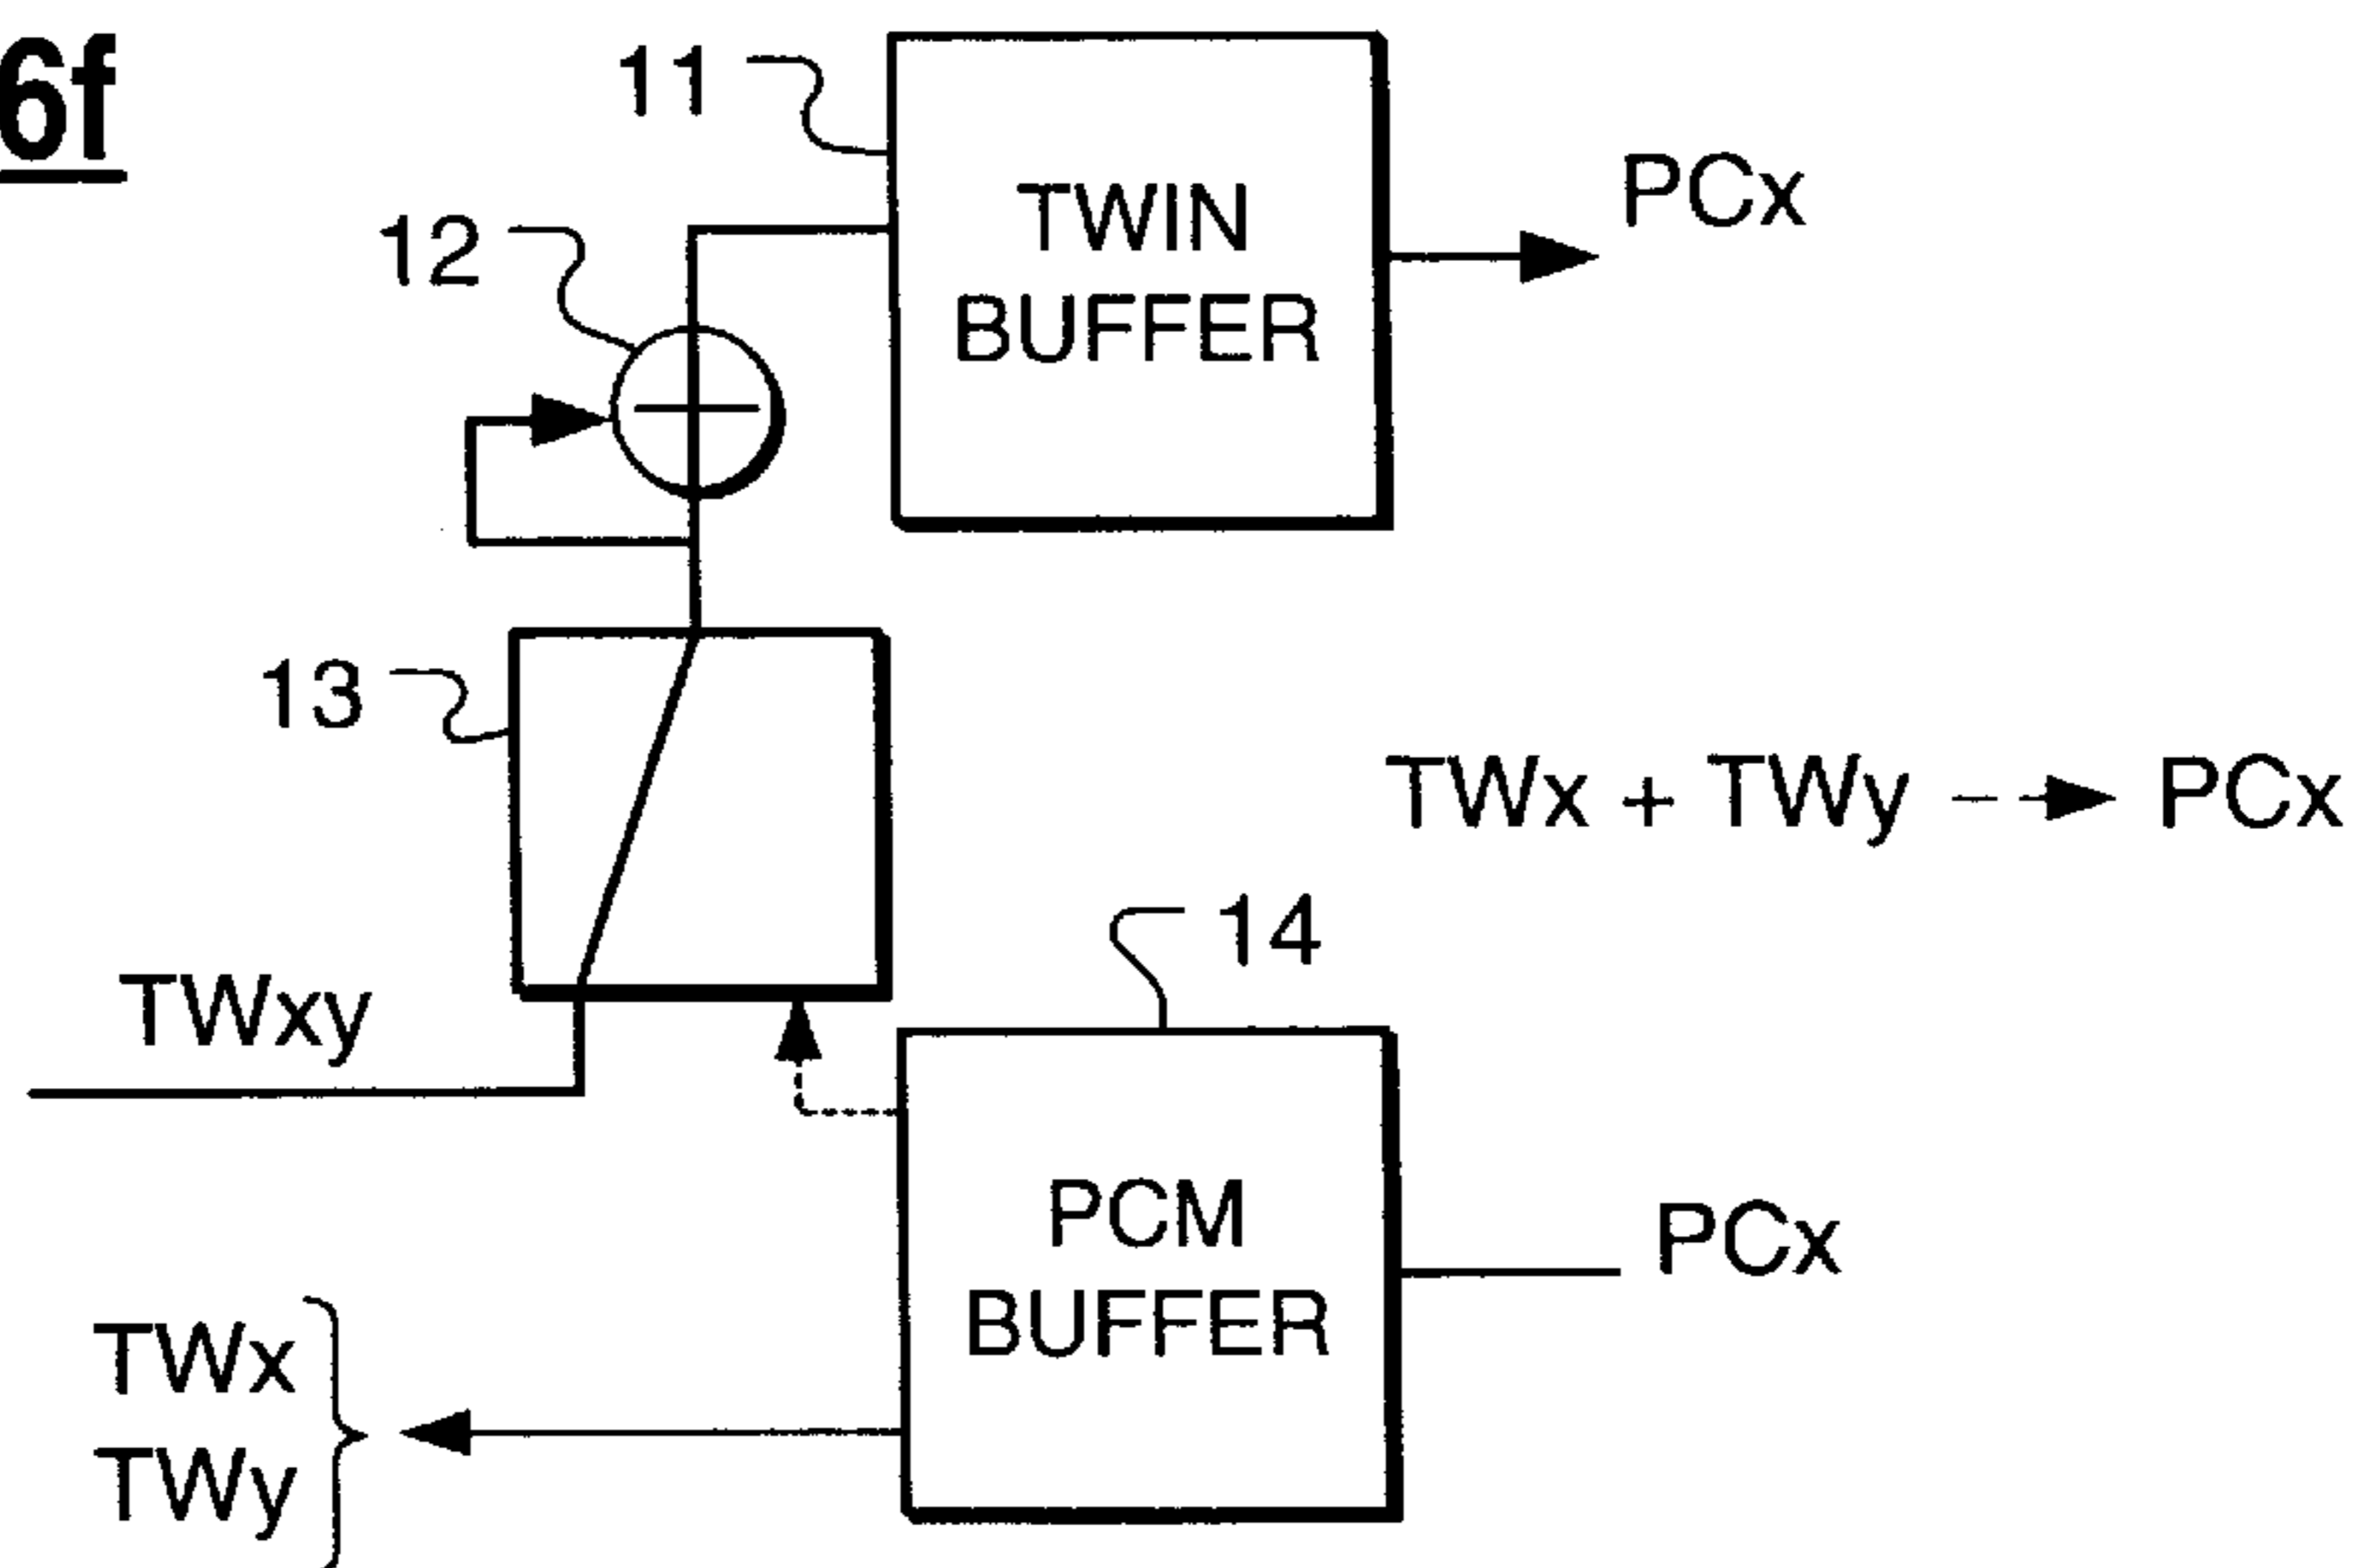 6f
11
TWIN
BUFFER
PCx
12
13
TWx + TWy – → PCx
14
TWxy
PCM
BUFFER
PCx
TWx
TWy